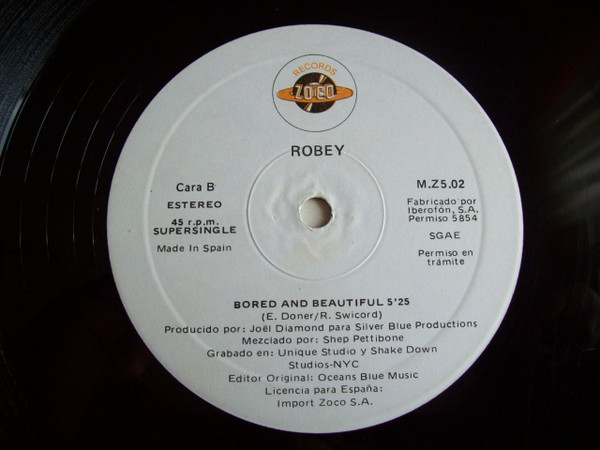 RECORDS
ZOCO
ROBEY
Cara B
ESTEREO
45 r.p.m.
SUPERSINGLE
Made In Spain
M.Z5.02
Fabricado por
Iberofón, S.A.
Permiso 5854
SGAE
Permiso en
trámite
BORED AND BEAUTIFUL 5'25
(E. Doner/R. Swicord)
Producido por: Joël Diamond para Silver Blue Productions
Mezclado por: Shep Pettibone
Grabado en: Unique Studio y Shake Down
Studios-NYC
Editor Original: Oceans Blue Music
Licencia para España:
Import Zoco S.A.